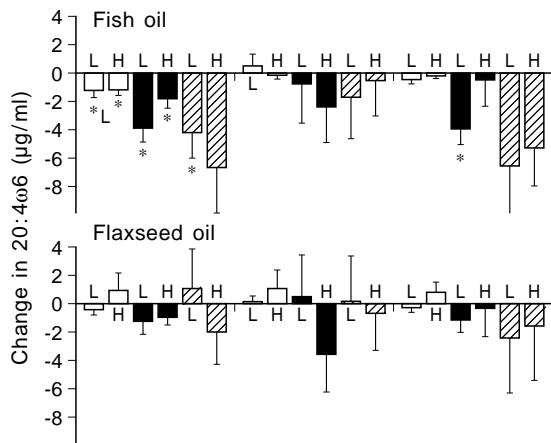 Fish oil
4
2
0
-2
-4
-6
-8
L H L H L H H L H L H L H L H L H
L
* * L * *
* *
*
Flaxseed oil
4
2
0
-2
-4
-6
-8
H L H L H H L H L H L H L H
L H L L L H L L H
Change in 20:4ω6 (μg/ml)